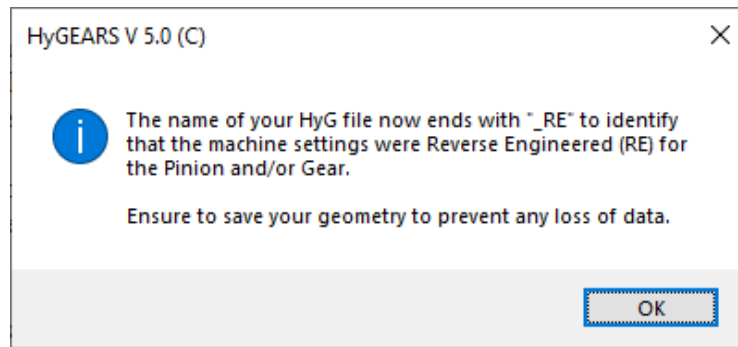 HyGEARS V 5.0 (C)
The name of your HyG file now ends with "_RE" to identify
that the machine settings were Reverse Engineered (RE) for
the Pinion and/or Gear.
Ensure to save your geometry to prevent any loss of data.
OK